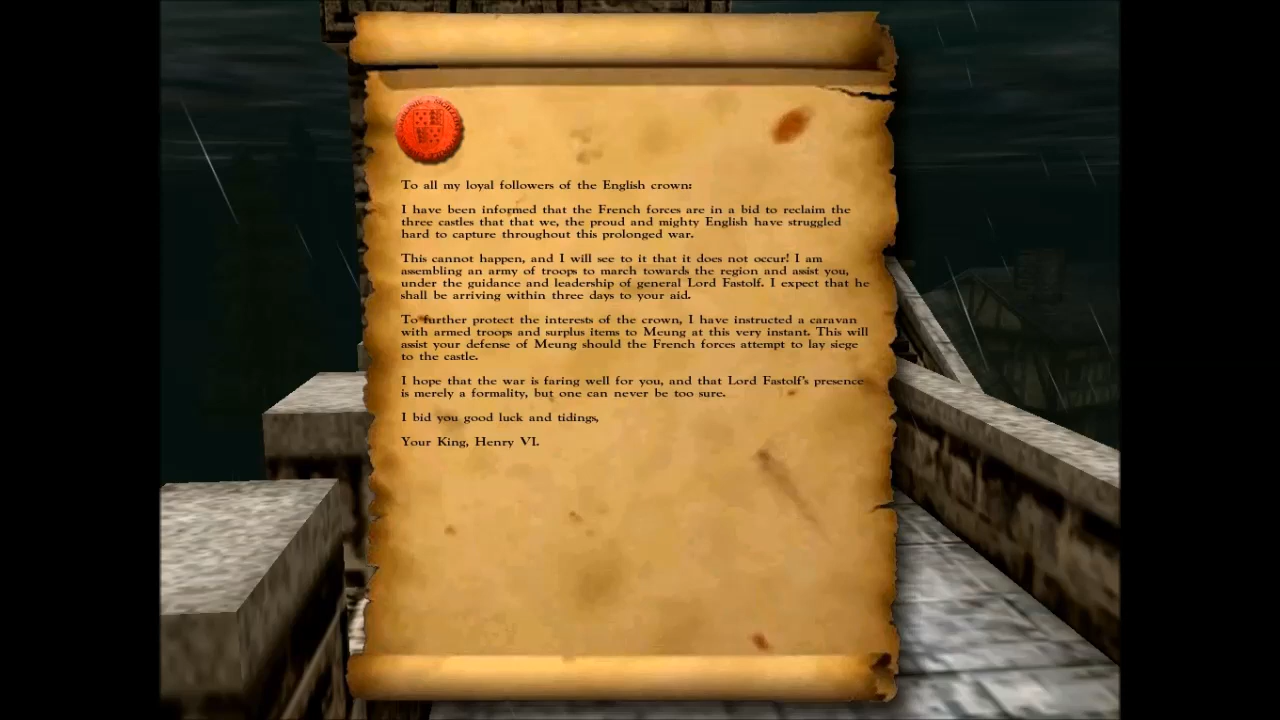 To all my loyal followers of the English crown:
I have been informed that the French forces are in a bid to reclaim the
three castles that that we, the proud and mighty English have struggled
hard to capture throughout this prolonged war.
This cannot happen, and I will see to it that it does not occur! I am
assembling an army of troops to march towards the region and assist you,
under the guidance and leadership of general Lord Fastolf. I expect that he
shall be arriving within three days to your aid.
To further protect the interests of the crown, I have instructed a caravan
with armed troops and surplus items to Meung at this very instant. This will
assist your defense of Meung should the French forces attempt to lay siege
to the castle.
I hope that the war is faring well for you, and that Lord Fastolf's presence
is merely a formality, but one can never be too sure.
I bid you good luck and tidings,
Your King, Henry VI.